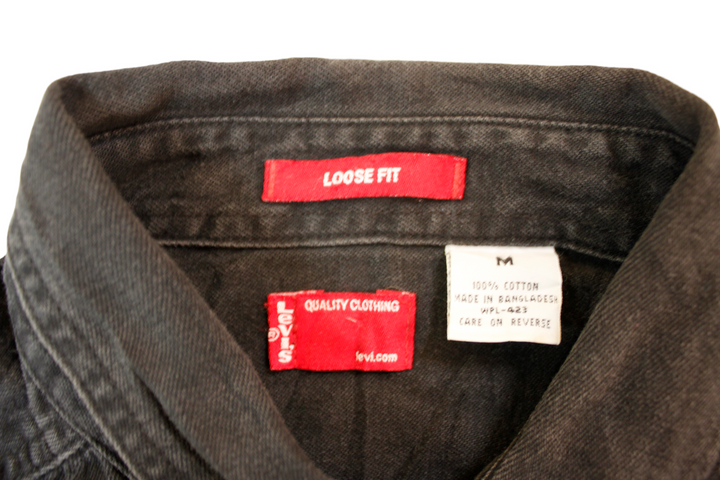 LOOSE FIT
M
100% COTTON
MADE IN BANGLADESH
WPL-423
CARE ON REVERSE
QUALITY CLOTHING
Levi's
®
levi.com